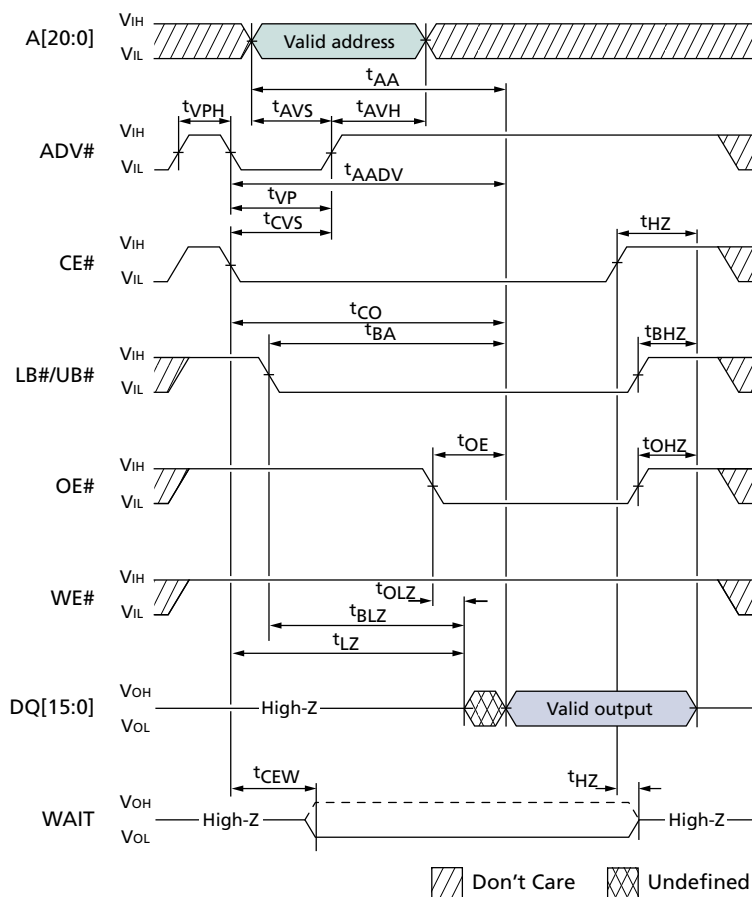 A[20:0]
VIH
VIL
Valid address
tAA
tVPH
tAVS
tAVH
ADV#
VIH
VIL
tAADV
tVP
tCVS
CE#
VIH
VIL
tHZ
tCO
tBA
tBHZ
LB#/UB#
VIH
VIL
tOE
tOHZ
OE#
VIH
VIL
WE#
VIH
VIL
tOLZ
tBLZ
tLZ
DQ[15:0]
VOH
VOL
High-Z
Valid output
tCEW
tHZ
WAIT
VOH
VOL
High-Z
High-Z
Don't Care
Undefined